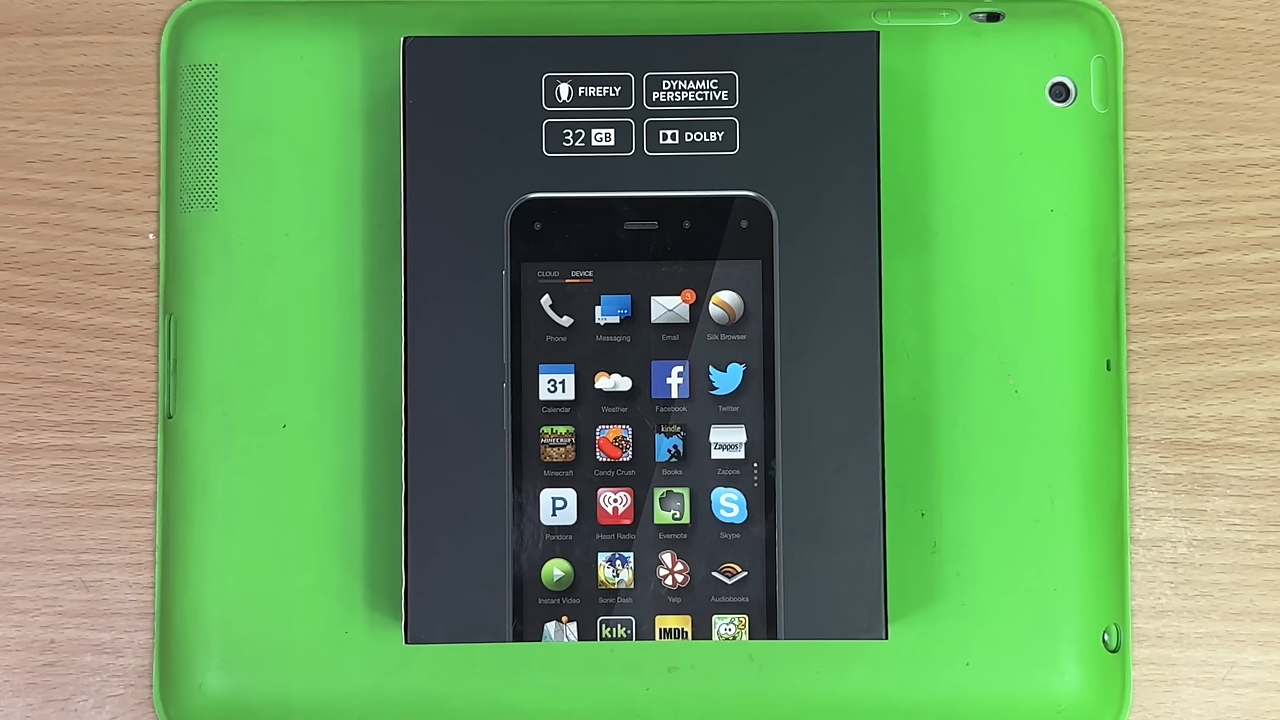 FIREFLY
DYNAMIC
PERSPECTIVE
32 GB
DOLBY
CLOUD DEVICE
3
Phone Messaging Email Silk Browser
31
Calendar Weather Facebook Twitter
MINECRAFT
kindle
Zappos
Minecraft Candy Crush Books Zappos
P
Pandora iHeart Radio Evernote Skype
Instant Video Sonic Dash Yelp Audiobooks
kik·
IMDb
2